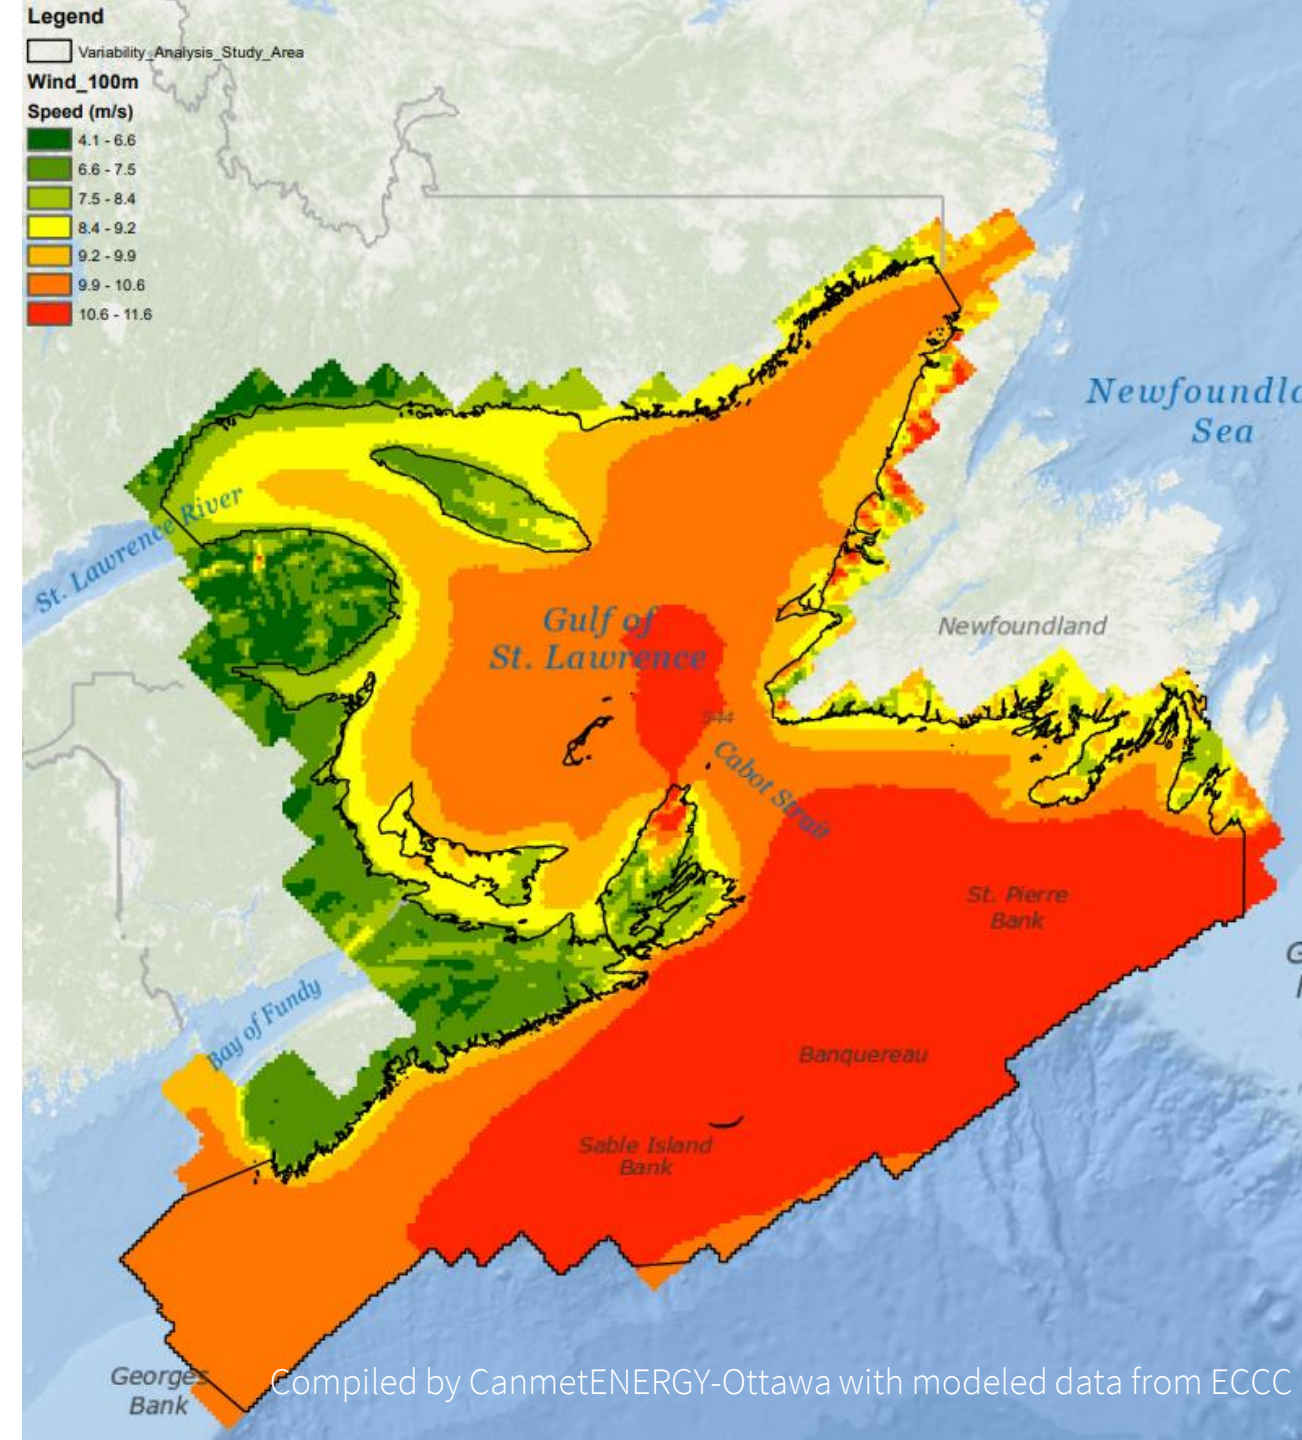 Legend
Variability_Analysis_Study_Area
Wind_100m
Speed (m/s)
4.1 - 6.6
6.6 - 7.5
7.5 - 8.4
8.4 - 9.2
9.2 - 9.9
9.9 - 10.6
10.6 - 11.6
Newfoundla
Sea
St. Lawrence River
Gulf of
St. Lawrence
Newfoundland
544
Cabot Strait
St. Pierre
Bank
G
Bay of Fundy
Banquereau
Sable Island
Bank
Georges
Bank
Compiled by CanmetENERGY-Ottawa with modeled data from ECCC